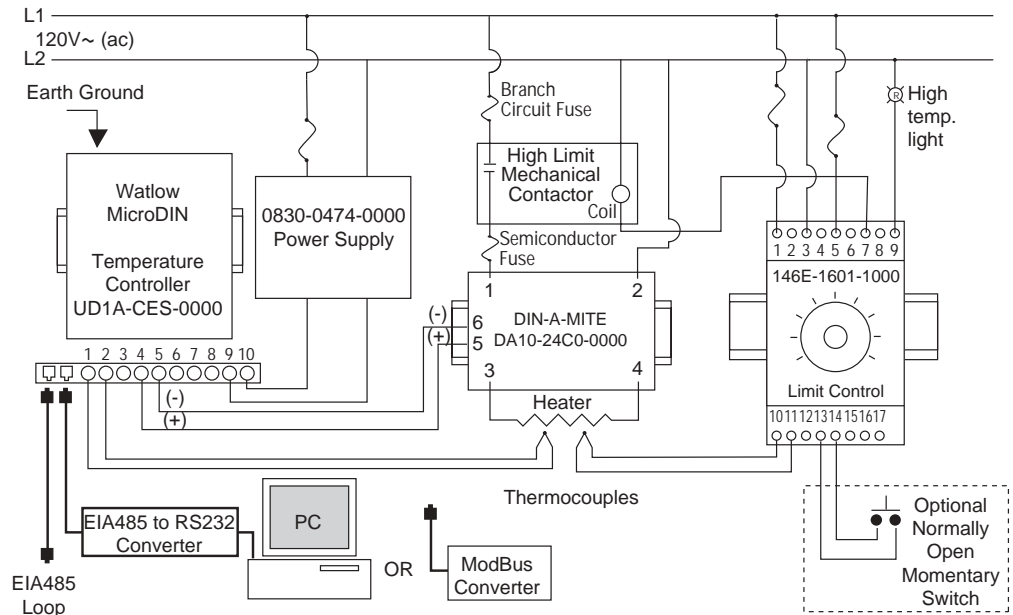 L1
120V~ (ac)
L2
Earth Ground
Branch
Circuit Fuse
R
High
temp.
light
Watlow
MicroDIN
Temperature
Controller
UD1A-CES-0000
0830-0474-0000
Power Supply
High Limit
Mechanical
Contactor
Coil
Semiconductor
Fuse
1 2 3 4 5 6 7 8 9
146E-1601-1000
Limit Control
10 11 12 13 14 15 16 17
1 2
(-) 6
(+) 5
DIN-A-MITE
DA10-24C0-0000
3 4
1 2 3 4 5 6 7 8 9 10
(-)
(+)
Heater
Thermocouples
EIA485 to RS232
Converter
PC
OR
ModBus
Converter
EIA485
Loop
Optional
Normally
Open
Momentary
Switch